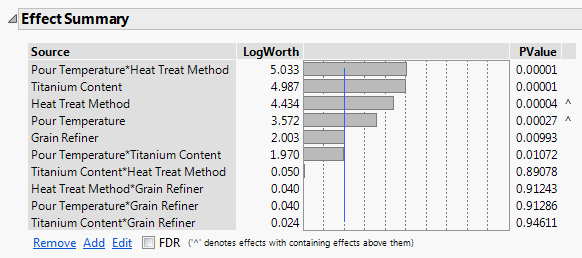 Effect Summary
Source LogWorth PValue
Pour Temperature*Heat Treat Method 5.033 0.00001
Titanium Content 4.987 0.00001
Heat Treat Method 4.434 0.00004 ^
Pour Temperature 3.572 0.00027 ^
Grain Refiner 2.003 0.00993
Pour Temperature*Titanium Content 1.970 0.01072
Titanium Content*Heat Treat Method 0.050 0.89078
Heat Treat Method*Grain Refiner 0.040 0.91243
Pour Temperature*Grain Refiner 0.040 0.91286
Titanium Content*Grain Refiner 0.024 0.94611
Remove Add Edit FDR ('^' denotes effects with containing effects above them)